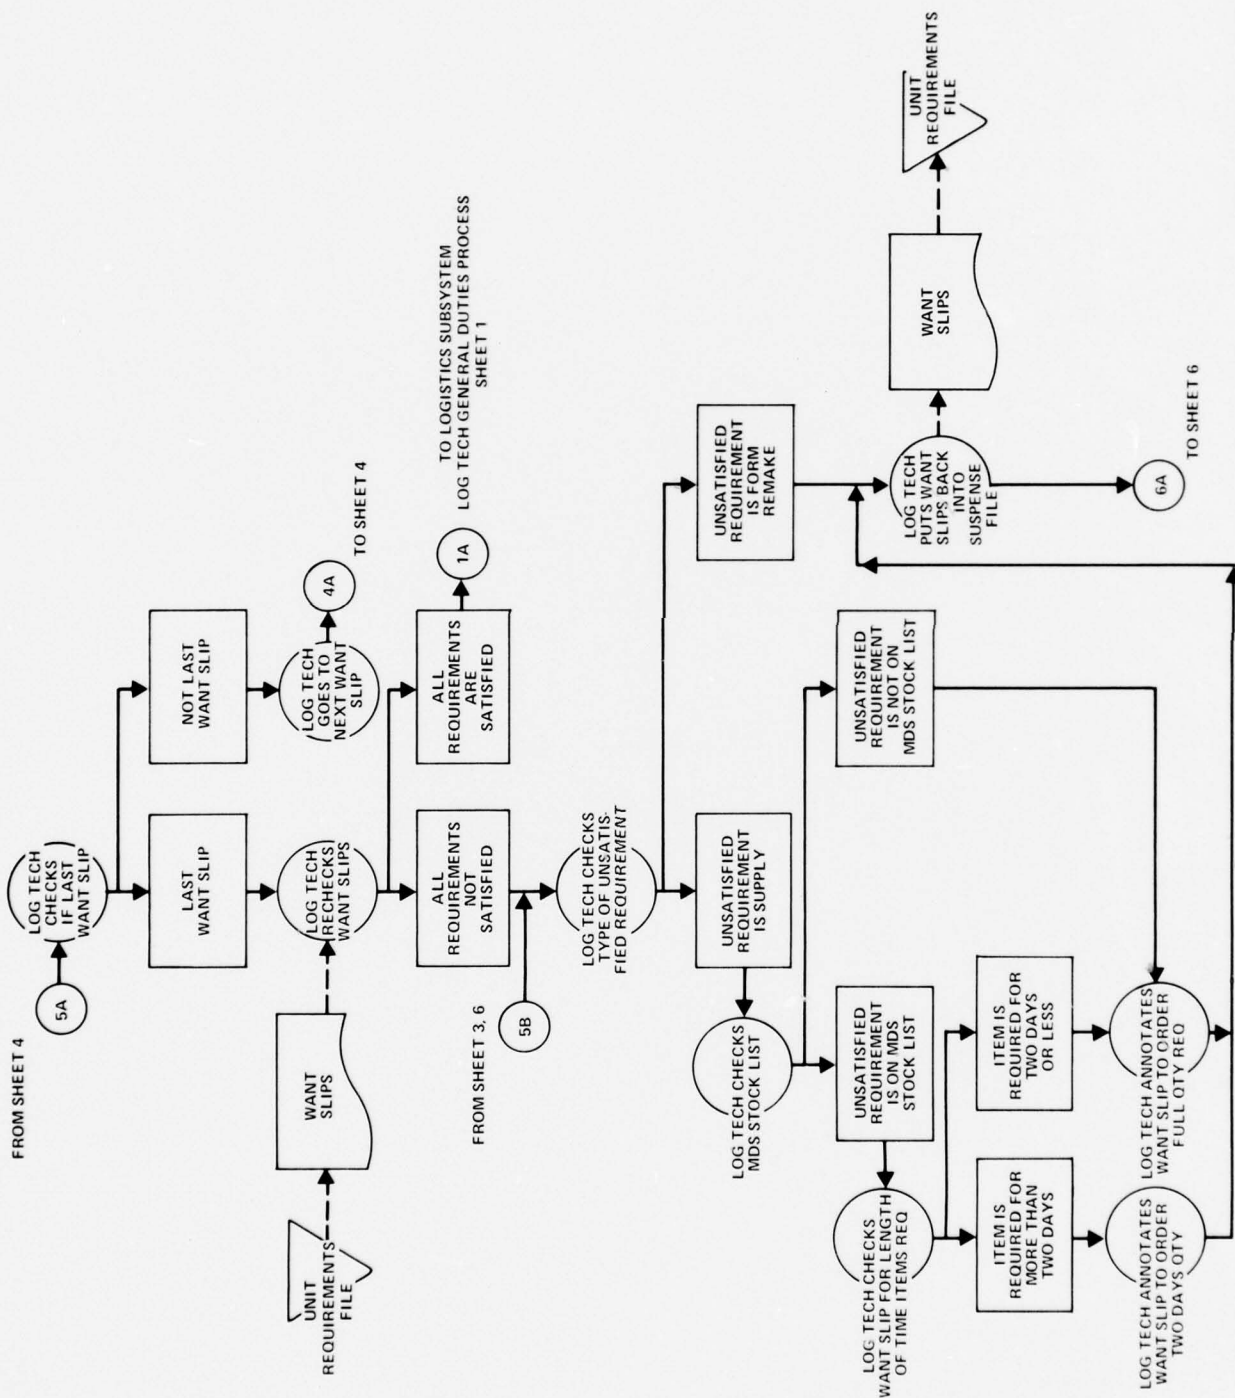 FROM SHEET 4
5A
LOG TECH
CHECKS
IF LAST
WANT SLIP
LAST
WANT SLIP
NOT LAST
WANT SLIP
UNIT
REQUIREMENTS
FILE
WANT
SLIPS
LOG TECH
RECHECKS
WANT SLIPS
LOG TECH
GOES TO
NEXT WANT
SLIP
4A
TO SHEET 4
ALL
REQUIREMENTS
NOT
SATISFIED
ALL
REQUIREMENTS
ARE
SATISFIED
1A
TO LOGISTICS SUBSYSTEM
LOG TECH GENERAL DUTIES PROCESS
SHEET 1
FROM SHEET 3, 6
5B
LOG TECH CHECKS
TYPE OF UNSATIS-
FIED REQUIREMENT
UNSATISFIED
REQUIREMENT
IS SUPPLY
UNSATISFIED
REQUIREMENT
IS FORM
REMAKE
LOG TECH CHECKS
MDS STOCK LIST
UNSATISFIED
REQUIREMENT
IS ON MDS
STOCK LIST
UNSATISFIED
REQUIREMENT
IS NOT ON
MDS STOCK LIST
LOG TECH
PUTS WANT
SLIPS BACK
INTO
SUSPENSE
FILE
WANT
SLIPS
UNIT
REQUIREMENTS
FILE
LOG TECH CHECKS
WANT SLIP FOR LENGTH
OF TIME ITEMS REQ
ITEM IS
REQUIRED FOR
MORE THAN
TWO DAYS
ITEM IS
REQUIRED FOR
TWO DAYS
OR LESS
LOG TECH ANNOTATES
WANT SLIP TO ORDER
TWO DAYS QTY
LOG TECH ANNOTATES
WANT SLIP TO ORDER
FULL QTY REQ
6A
TO SHEET 6